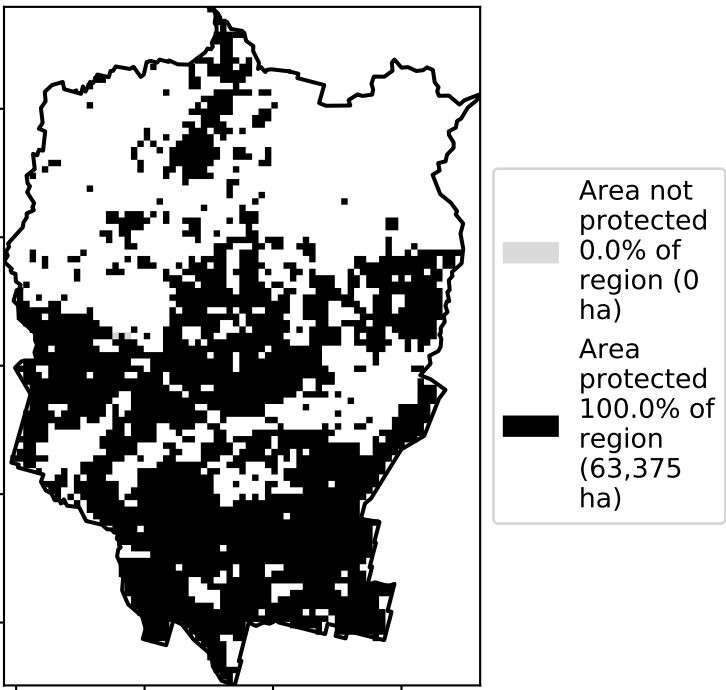 Area not
protected
0.0% of
region (0
ha)
Area
protected
100.0% of
region
(63,375
ha)